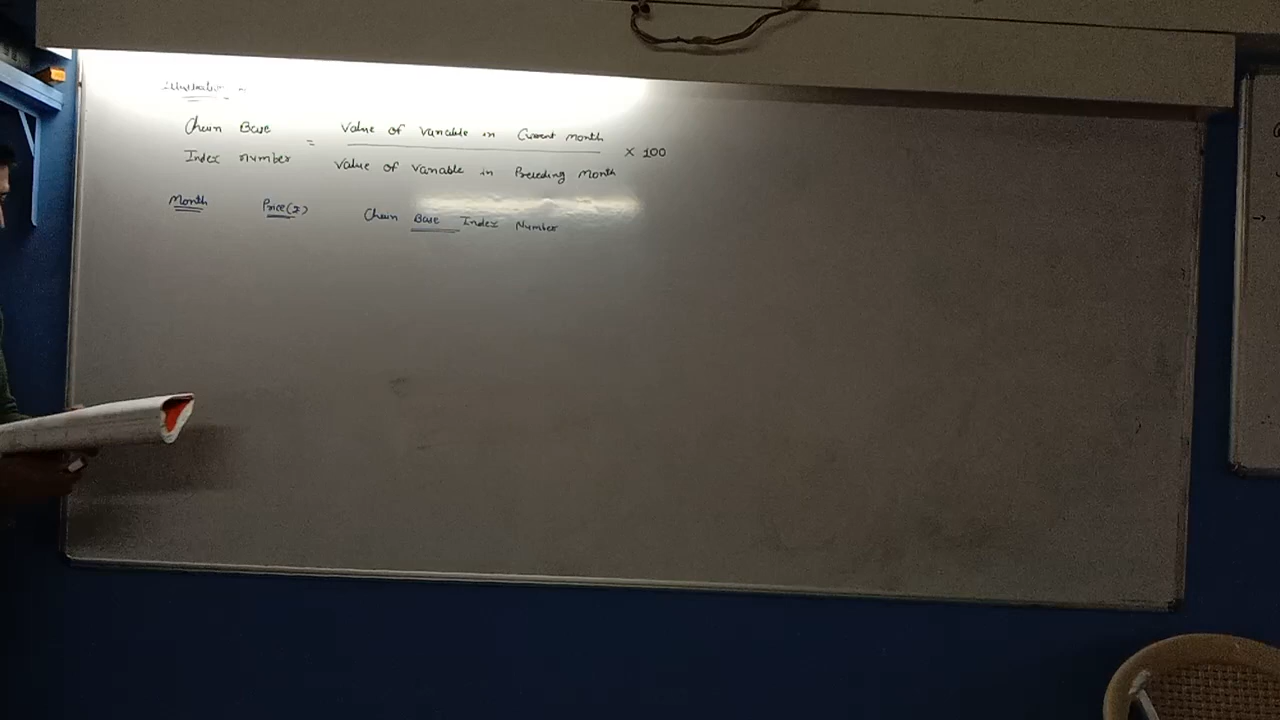 Illustration
Chain Base
Index number
= Value of Variable in Current month
Value of Variable in Preceding Month
× 100
Month Price(₹) Chain Base Index Number